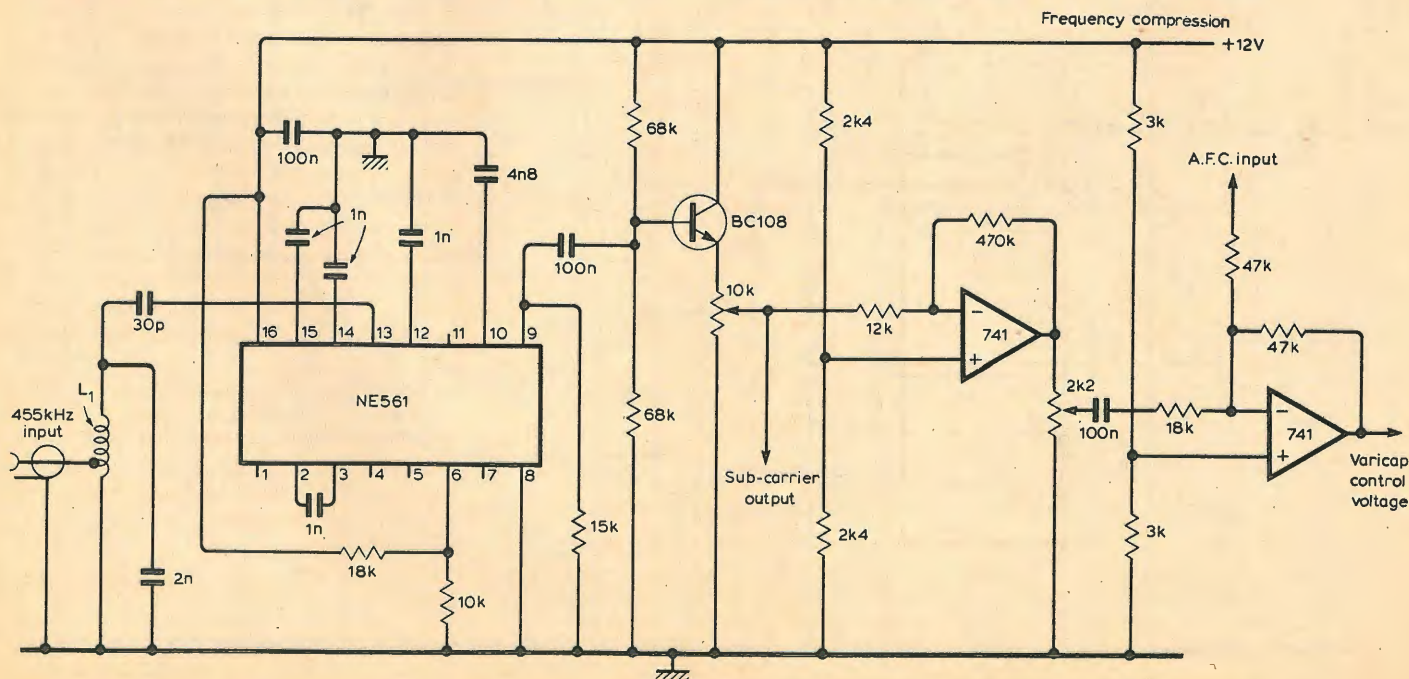 Frequency compression
+12V
100n
4n8
1n
1n
68k
2k4
3k
A.F.C. input
BC108
470k
47k
30p
100n
10k
12k
741
−
+
47k
16
15
14
13
12
11
10
9
L1
455kHz
input
NE561
68k
2k2
100n
18k
741
−
+
Varicap
control
voltage
Sub-carrier
output
1
2
3
4
5
6
7
8
1n
15k
2k4
3k
18k
2n
10k